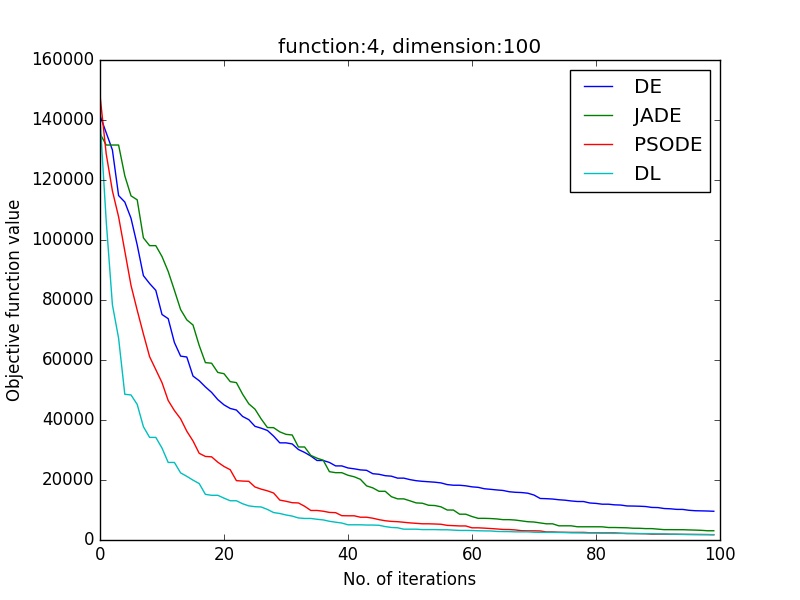 function:4, dimension:100
160000
140000
120000
100000
80000
60000
40000
20000
0
Objective function value
DE
JADE
PSODE
DL
0 20 40 60 80 100
No. of iterations